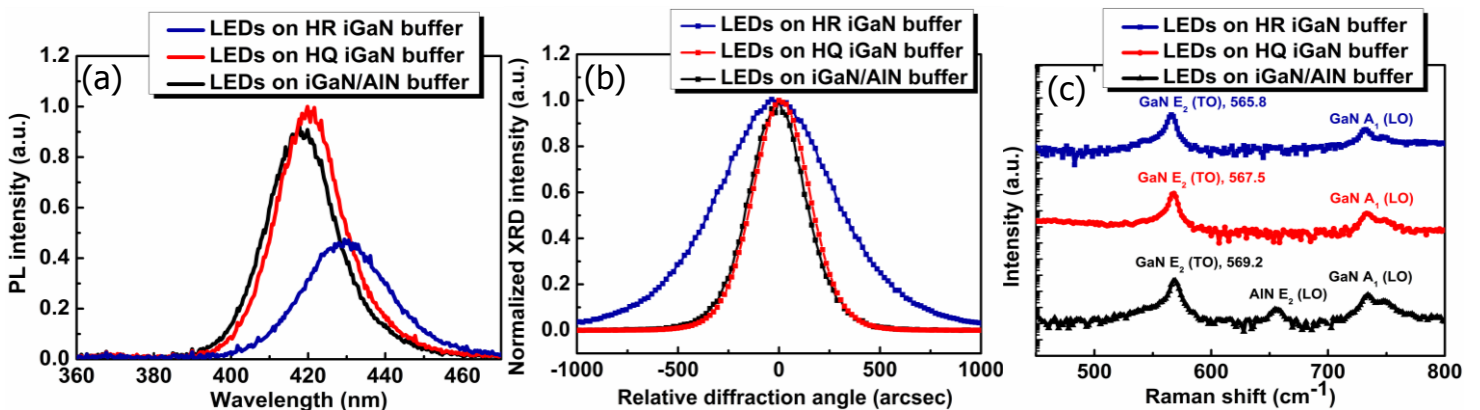 LEDs on HR iGaN buffer
LEDs on HQ iGaN buffer
LEDs on iGaN/AlN buffer
(a)
PL intensity (a.u.)
1.2
1.0
0.8
0.6
0.4
0.2
0.0
360 380 400 420 440 460
Wavelength (nm)
LEDs on HR iGaN buffer
LEDs on HQ iGaN buffer
LEDs on iGaN/AlN buffer
(b)
Normalized XRD intensity (a.u.)
1.2
1.0
0.8
0.6
0.4
0.2
0.0
-1000 -500 0 500 1000
Relative diffraction angle (arcsec)
LEDs on HR iGaN buffer
LEDs on HQ iGaN buffer
LEDs on iGaN/AlN buffer
(c)
Intensity (a.u.)
GaN E₂ (TO), 565.8
GaN A₁ (LO)
GaN E₂ (TO), 567.5
GaN A₁ (LO)
GaN E₂ (TO), 569.2
AlN E₂ (LO)
GaN A₁ (LO)
500 600 700 800
Raman shift (cm⁻¹)